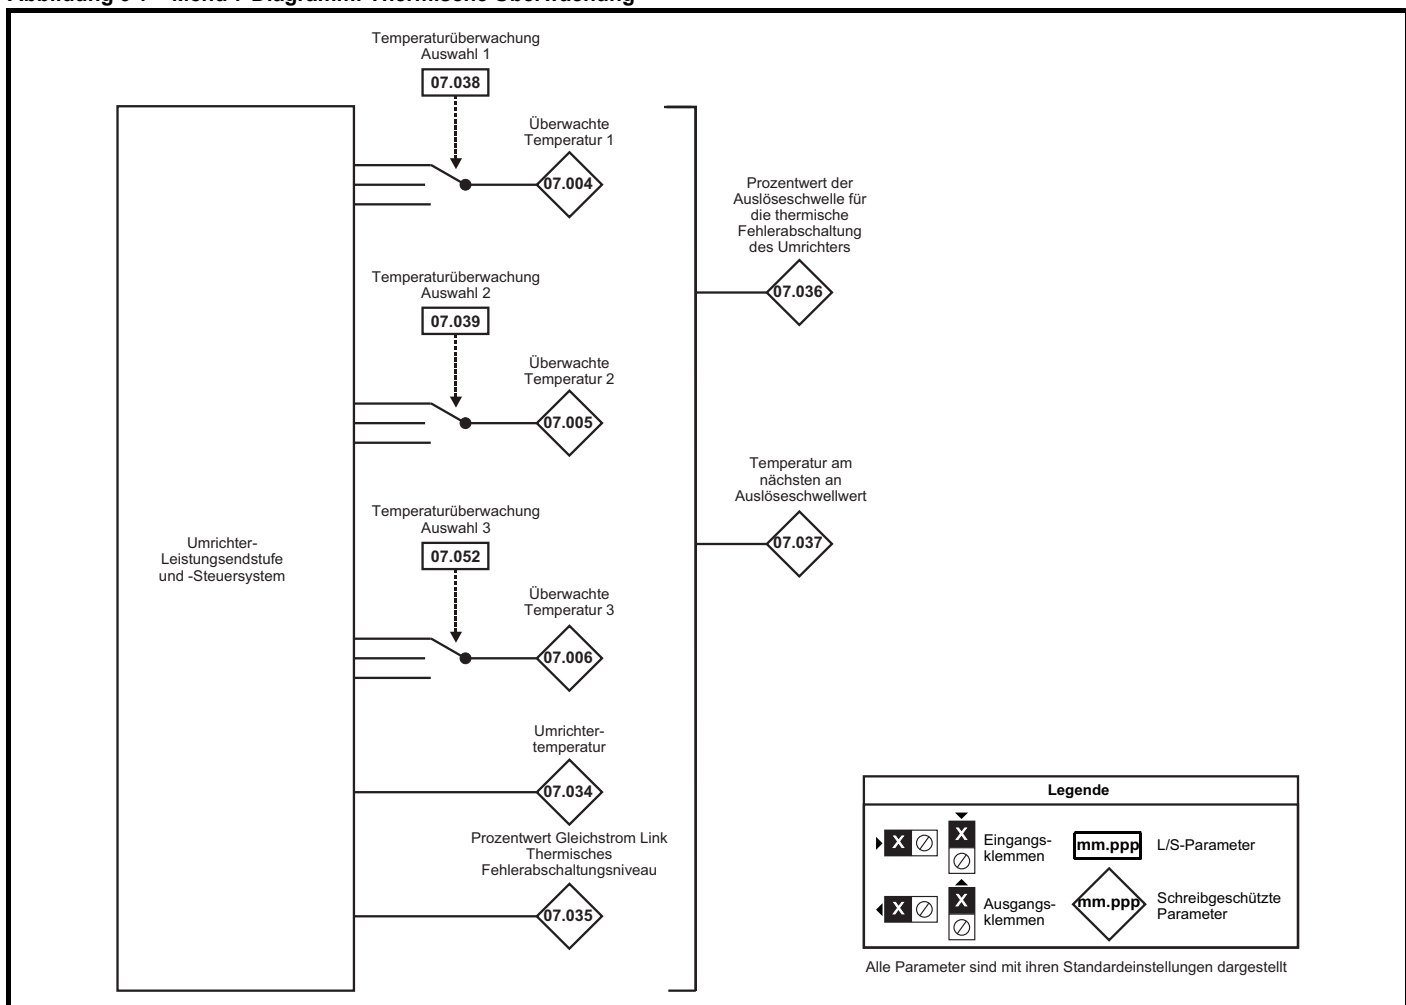 Temperaturüberwachung
Auswahl 1
07.038
Überwachte
Temperatur 1
07.004
Prozentwert der
Auslöseschwelle für
die thermische
Fehlerabschaltung
des Umrichters
07.036
Temperaturüberwachung
Auswahl 2
07.039
Überwachte
Temperatur 2
07.005
Temperatur am
nächsten an
Auslöseschwellwert
07.037
Temperaturüberwachung
Auswahl 3
07.052
Umrichter-
Leistungsendstufe
und -Steuersystem
Überwachte
Temperatur 3
07.006
Umrichter-
temperatur
07.034
Prozentwert Gleichstrom Link
Thermisches
Fehlerabschaltungsniveau
07.035
Legende
X
X
Eingangs-
klemmen
mm.ppp
L/S-Parameter
X
X
Ausgangs-
klemmen
mm.ppp
Schreibgeschützte
Parameter
Alle Parameter sind mit ihren Standardeinstellungen dargestellt